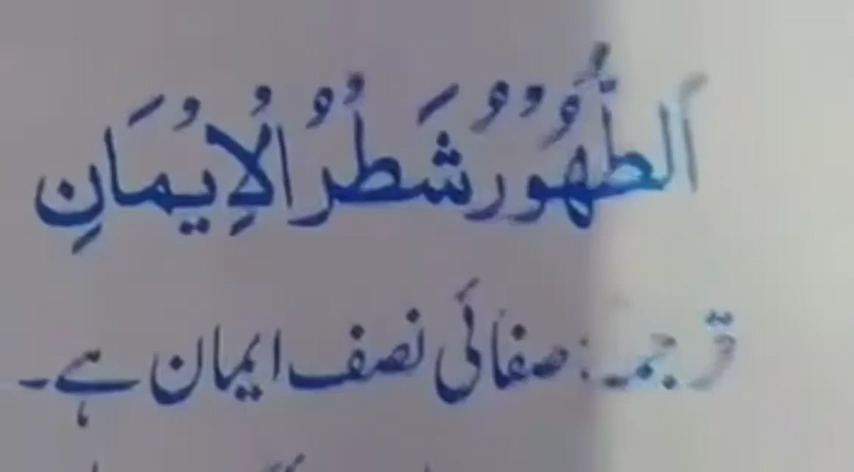 اَلطُّهُوْرُ شَطْرُ الْاِيْمَانِ
ترجمہ: صفائی نصف ایمان ہے۔